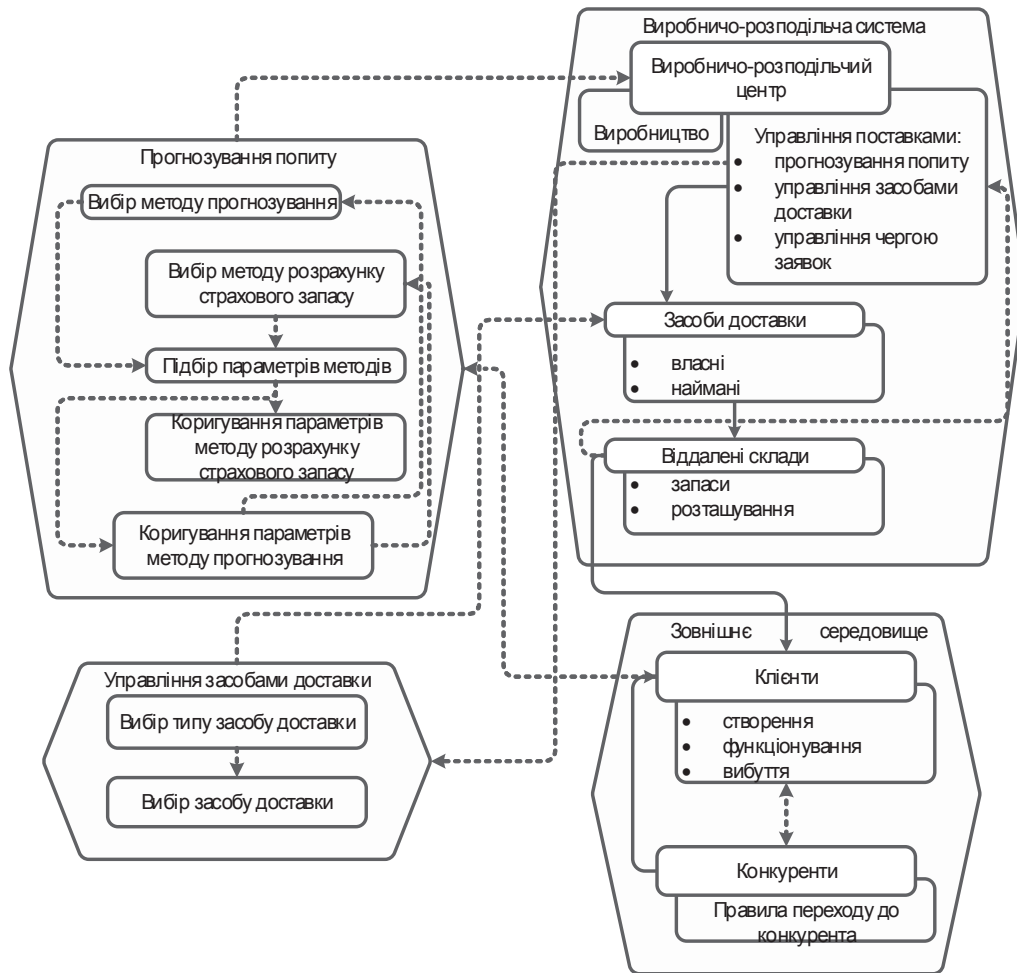 Виробничо-розподільча система
Виробничо-розподільчий
центр
Виробництво
Управління поставками:
• прогнозування попиту
• управління засобами
доставки
• управління чергою
заявок
Засоби доставки
• власні
• наймані
Віддалені склади
• запаси
• розташування
Прогнозування попиту
Вибір методу прогнозування
Вибір методу розрахунку
страхового запасу
Підбір параметрів методів
Коригування параметрів
методу розрахунку
страхового запасу
Коригування параметрів
методу прогнозування
Управління засобами доставки
Вибір типу засобу доставки
Вибір засобу доставки
Зовнішнє середовище
Клієнти
• створення
• функціонування
• вибуття
Конкуренти
Правила переходу до
конкурента